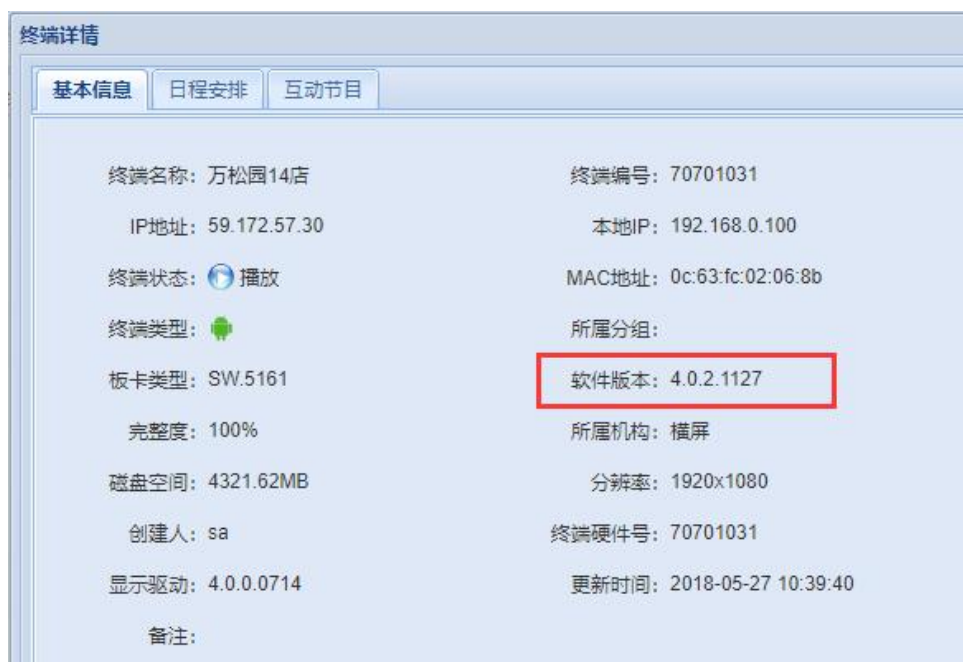 终端详情
基本信息 日程安排 互动节目
终端名称: 万松园14店 终端编号: 70701031
IP地址: 59.172.57.30 本地IP: 192.168.0.100
终端状态: 播放 MAC地址: 0c:63:fc:02:06:8b
终端类型: 所属分组:
板卡类型: SW.5161 软件版本: 4.0.2.1127
完整度: 100% 所属机构: 横屏
磁盘空间: 4321.62MB 分辨率: 1920x1080
创建人: sa 终端硬件号: 70701031
显示驱动: 4.0.0.0714 更新时间: 2018-05-27 10:39:40
备注: